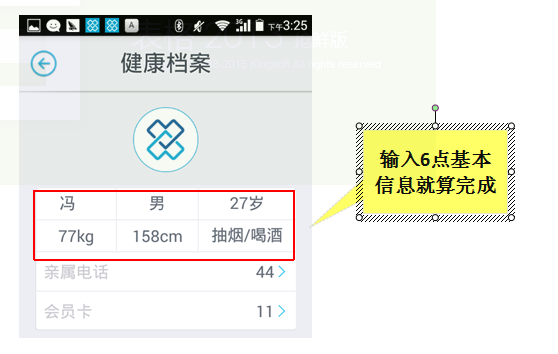 A 3G 下午3:25
健康档案
冯 男 27岁
77kg 158cm 抽烟/喝酒
亲属电话 44
会员卡 11
输入6点基本
信息就算完成